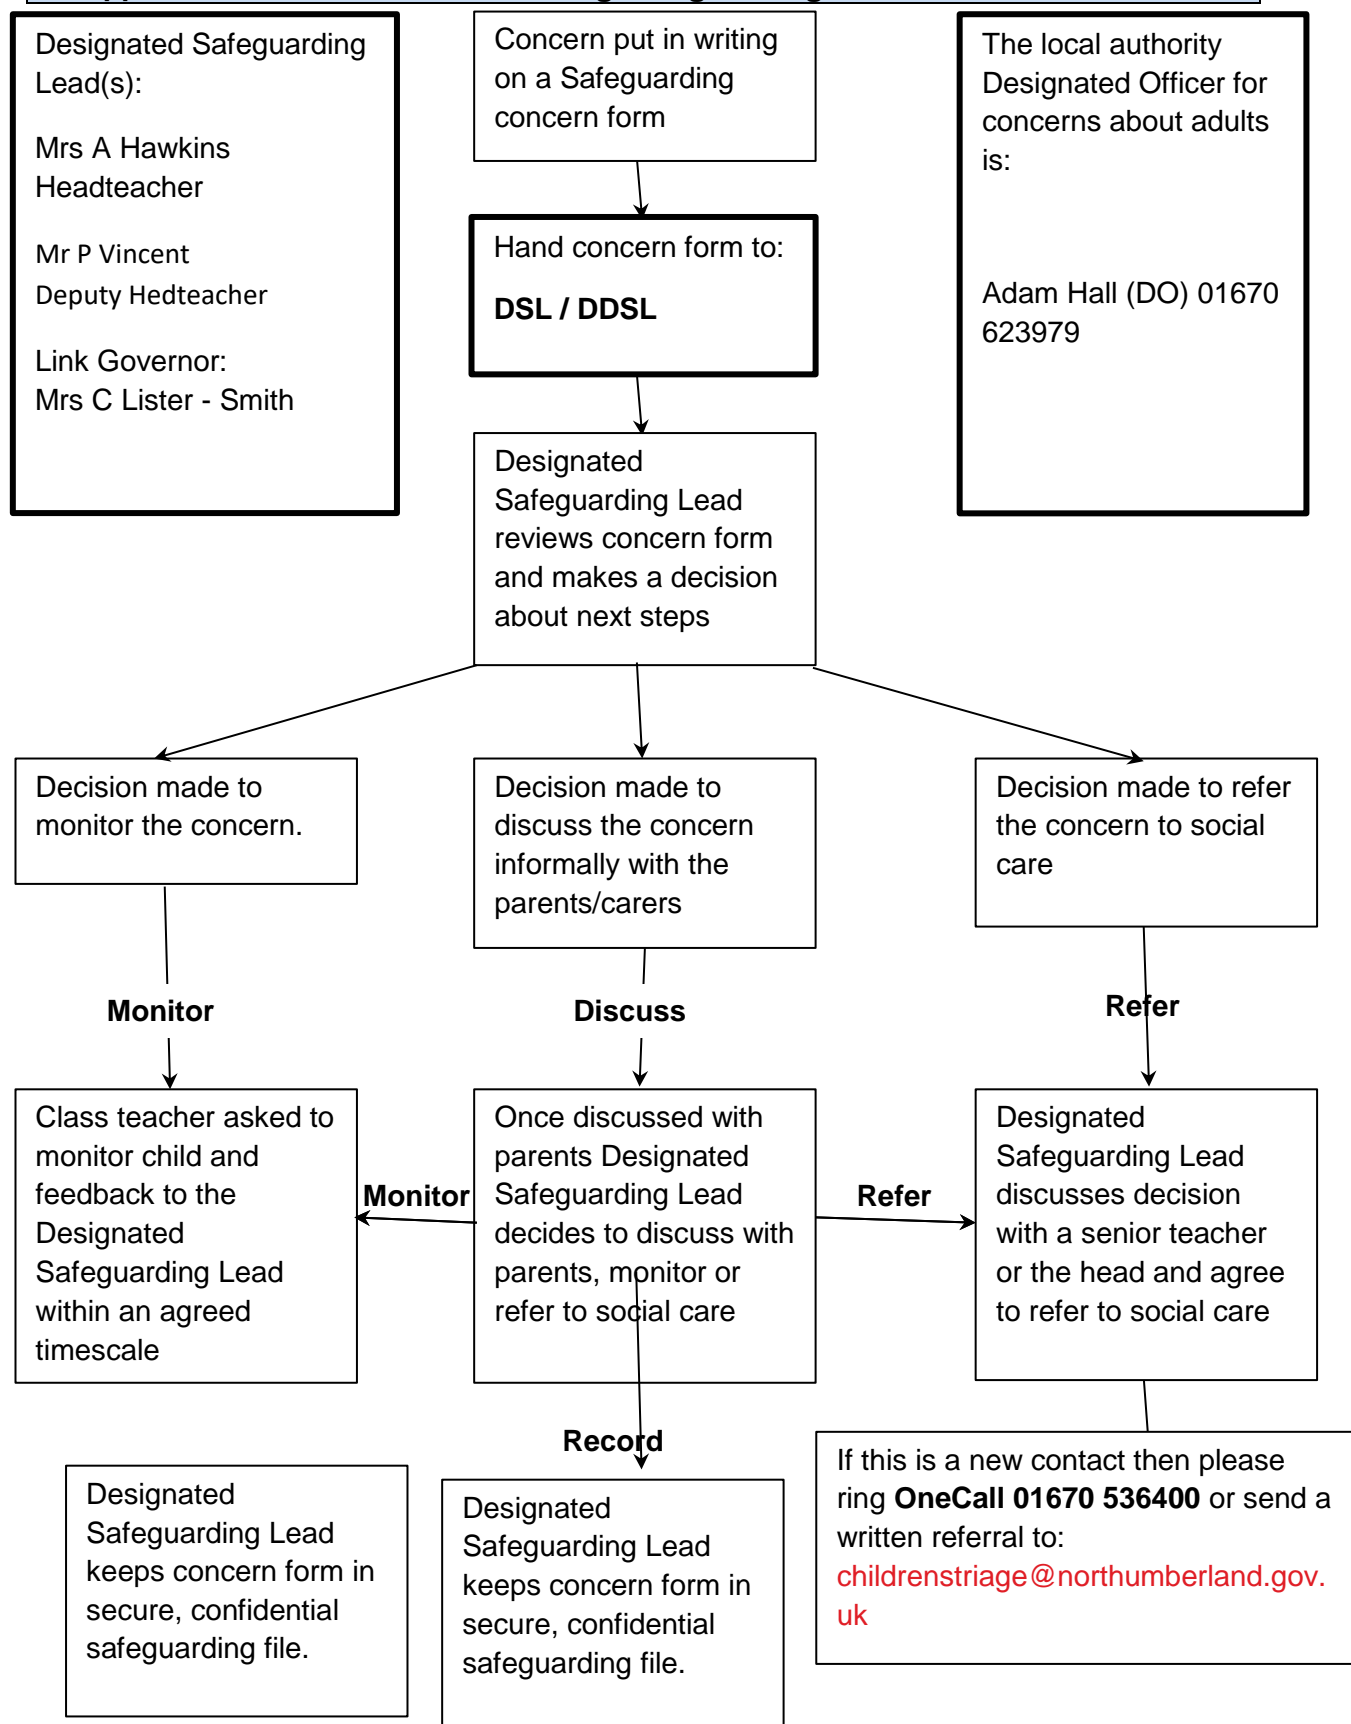 Designated Safeguarding
Lead(s):
Mrs A Hawkins
Headteacher
Mr P Vincent
Deputy Hedteacher
Link Governor:
Mrs C Lister - Smith
Concern put in writing
on a Safeguarding
concern form
The local authority
Designated Officer for
concerns about adults
is:
Adam Hall (DO) 01670
623979
Hand concern form to:
DSL / DDSL
Designated
Safeguarding Lead
reviews concern form
and makes a decision
about next steps
Decision made to
monitor the concern.
Decision made to
discuss the concern
informally with the
parents/carers
Decision made to refer
the concern to social
care
Monitor
Discuss
Refer
Class teacher asked to
monitor child and
feedback to the
Designated
Safeguarding Lead
within an agreed
timescale
Monitor
Once discussed with
parents Designated
Safeguarding Lead
decides to discuss with
parents, monitor or
refer to social care
Refer
Designated
Safeguarding Lead
discusses decision
with a senior teacher
or the head and agree
to refer to social care
Record
Designated
Safeguarding Lead
keeps concern form in
secure, confidential
safeguarding file.
Designated
Safeguarding Lead
keeps concern form in
secure, confidential
safeguarding file.
If this is a new contact then please
ring OneCall 01670 536400 or send a
written referral to:
childrenstriage@northumberland.gov.
uk